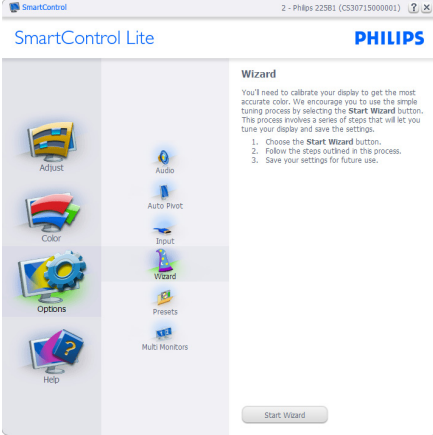 SmartControl
2 - Philips 225B1 (CS30715000001)
SmartControl Lite
PHILIPS
Adjust
Color
Options
Help
Audio
Auto Pivot
Input
Wizard
Presets
Multi Monitors
Wizard
You'll need to calibrate your display to get the most
accurate color. We encourage you to use the simple
tuning process by selecting the Start Wizard button.
This process involves a series of steps that will let you
tune your display and save the settings.
1. Choose the Start Wizard button.
2. Follow the steps outlined in this process.
3. Save your settings for future use.
Start Wizard